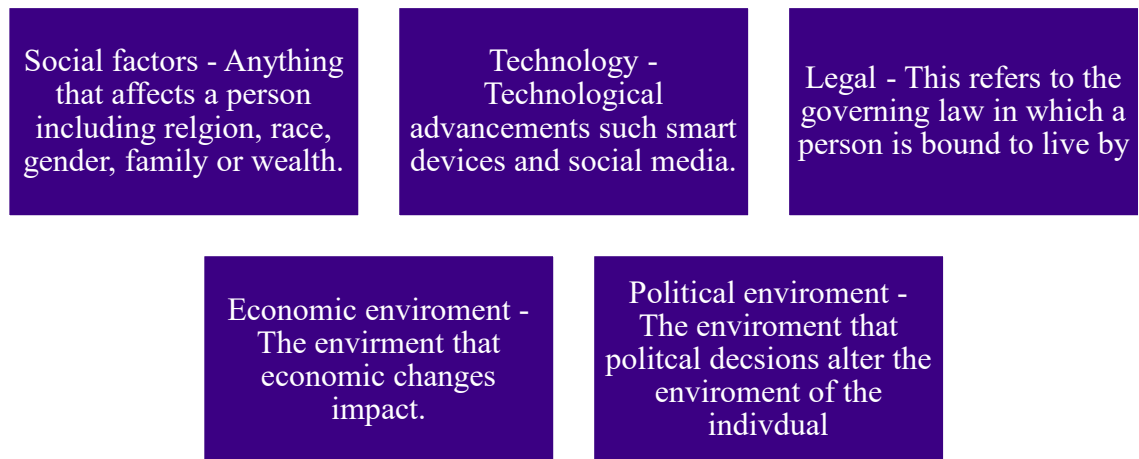 Social factors - Anything
that affects a person
including relgion, race,
gender, family or wealth.
Technology -
Technological
advancements such smart
devices and social media.
Legal - This refers to the
governing law in which a
person is bound to live by
Economic enviroment -
The envirment that
economic changes
impact.
Political enviroment -
The enviroment that
politcal decsions alter the
enviroment of the
indivdual